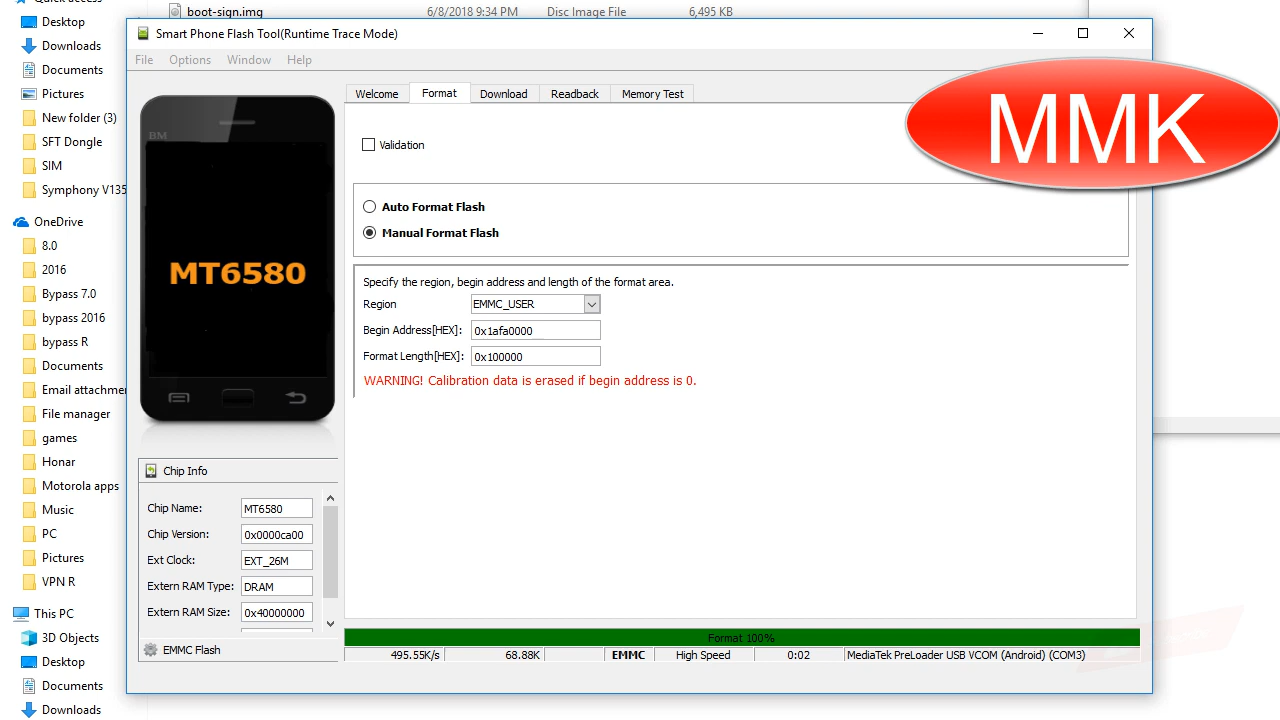 Quick access
boot-sign.img 6/8/2018 9:34 PM Disc Image File 6,495 KB
Desktop
Downloads
Documents
Pictures
New folder (3)
SFT Dongle
SIM
Symphony V135
OneDrive
8.0
2016
Bypass 7.0
bypass 2016
bypass R
Documents
Email attachme
File manager
games
Honar
Motorola apps
Music
PC
Pictures
VPN R
This PC
3D Objects
Desktop
Documents
Downloads
Smart Phone Flash Tool(Runtime Trace Mode)
File Options Window Help
BM
MT6580
Chip Info
Chip Name: MT6580
Chip Version: 0x0000ca00
Ext Clock: EXT_26M
Extern RAM Type: DRAM
Extern RAM Size: 0x40000000
EMMC Flash
Welcome Format Download Readback Memory Test
MMK
Validation
Auto Format Flash
Manual Format Flash
Specify the region, begin address and length of the format area.
Region EMMC_USER
Begin Address[HEX]: 0x1afa0000
Format Length[HEX]: 0x100000
WARNING! Calibration data is erased if begin address is 0.
Format 100%
495.55K/s 68.88K EMMC High Speed 0:02 MediaTek PreLoader USB VCOM (Android) (COM3)